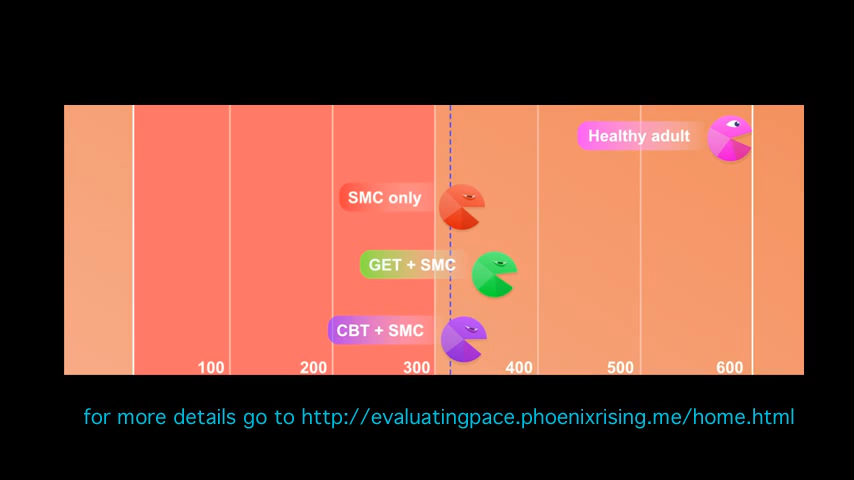 Healthy adult
SMC only
GET + SMC
CBT + SMC
100 200 300 400 500 600
for more details go to http://evaluatingpace.phoenixrising.me/home.html